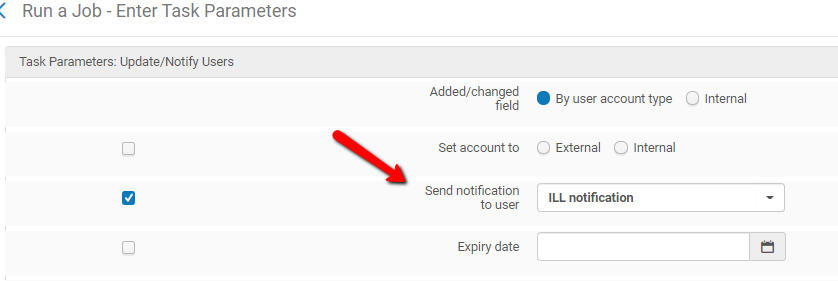 Run a Job - Enter Task Parameters
Task Parameters: Update/Notify Users
Added/changed
field
By user account type
Internal
Set account to
External
Internal
Send notification
to user
ILL notification
Expiry date